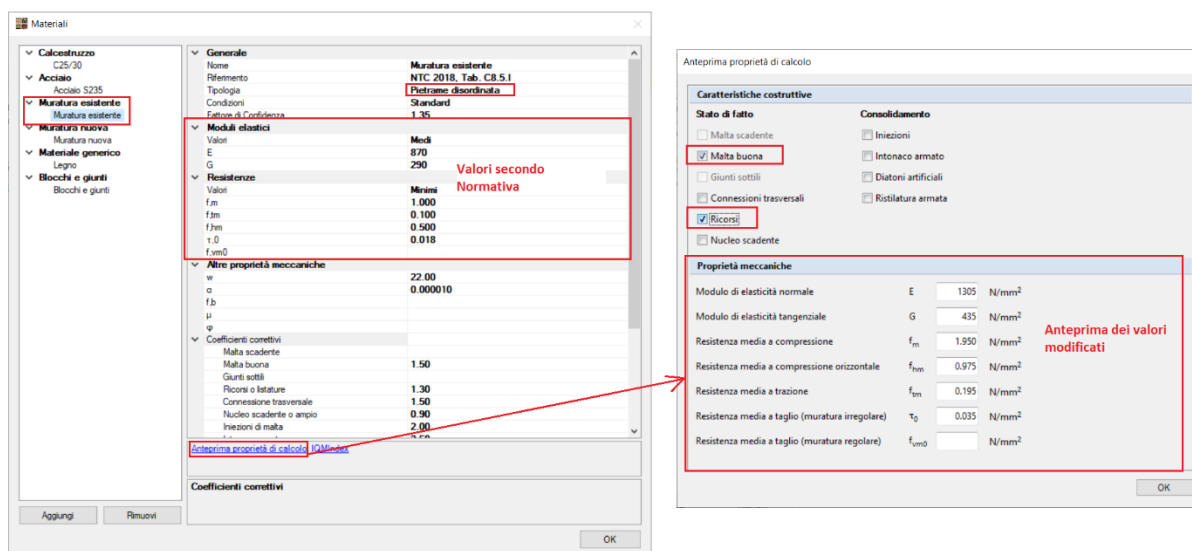 Materiali
Calcestruzzo
C25/30
Acciaio
Acciaio S235
Muratura esistente
Muratura esistente
Muratura nuova
Muratura nuova
Materiale generico
Legno
Blocchi e giunti
Blocchi e giunti
Aggiungi Rimuovi
Generale
Nome Muratura esistente
Riferimento NTC 2018, Tab. C8.5.I
Tipologia Pietrame disordinata
Condizioni Standard
Fattore di Confidenza 1.35
Moduli elastici
Valori Medi
E 870
G 290
Resistenze
Valori Minimi
f,m 1.000
f,tm 0.100
f,hm 0.500
τ,0 0.018
f,vm0
Valori secondo
Normativa
Altre proprietà meccaniche
w 22.00
α 0.000010
f,b
μ
φ
Coefficienti correttivi
Malta scadente
Malta buona 1.50
Giunti sottili
Ricorsi o listature 1.30
Connessione trasversale 1.50
Nucleo scadente o ampio 0.90
Iniezioni di malta 2.00
Anteprima proprietà di calcolo IQMIndex
Coefficienti correttivi
OK
Anteprima proprietà di calcolo
Caratteristiche costruttive
Stato di fatto Consolidamento
Malta scadente Iniezioni
Malta buona Intonaco armato
Giunti sottili Diatoni artificiali
Connessioni trasversali Ristilatura armata
Ricorsi
Nucleo scadente
Proprietà meccaniche
Modulo di elasticità normale E 1305 N/mm²
Modulo di elasticità tangenziale G 435 N/mm²
Resistenza media a compressione fm 1.950 N/mm²
Resistenza media a compressione orizzontale fhm 0.975 N/mm²
Resistenza media a trazione ftm 0.195 N/mm²
Resistenza media a taglio (muratura irregolare) τ0 0.035 N/mm²
Resistenza media a taglio (muratura regolare) fvm0 N/mm²
Anteprima dei valori
modificati
OK